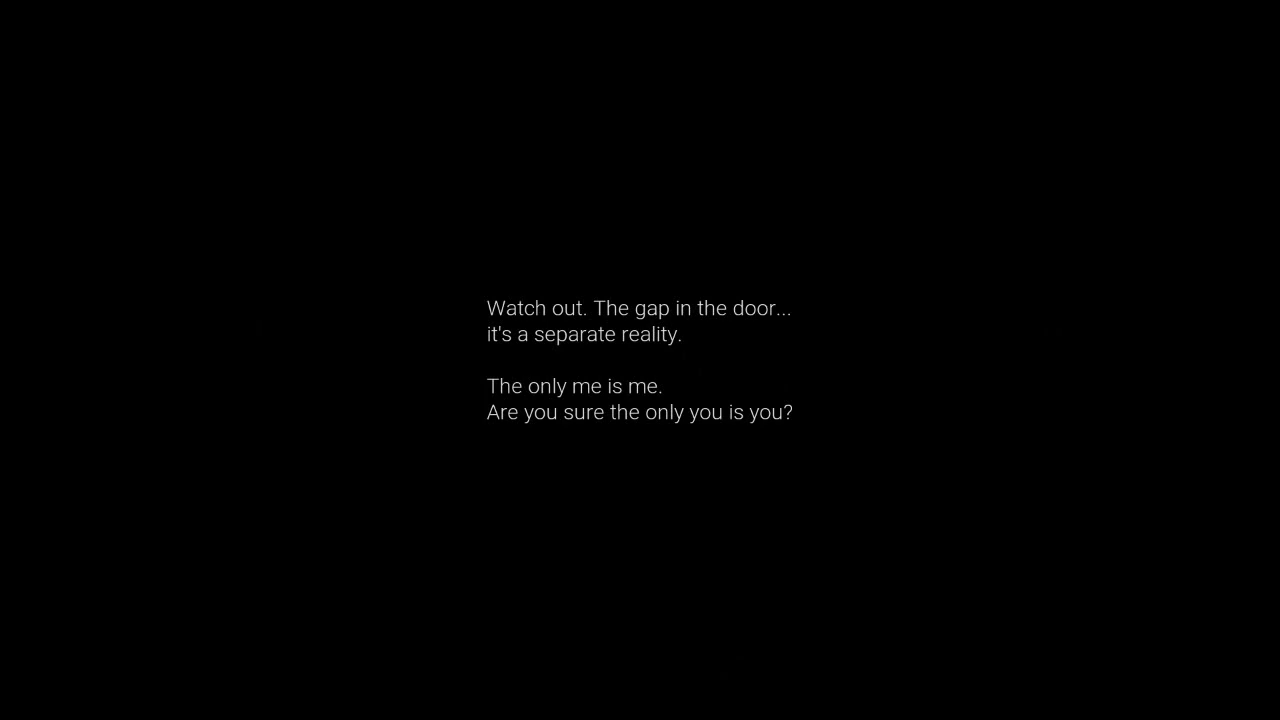 Watch out. The gap in the door...
it's a separate reality.
The only me is me.
Are you sure the only you is you?